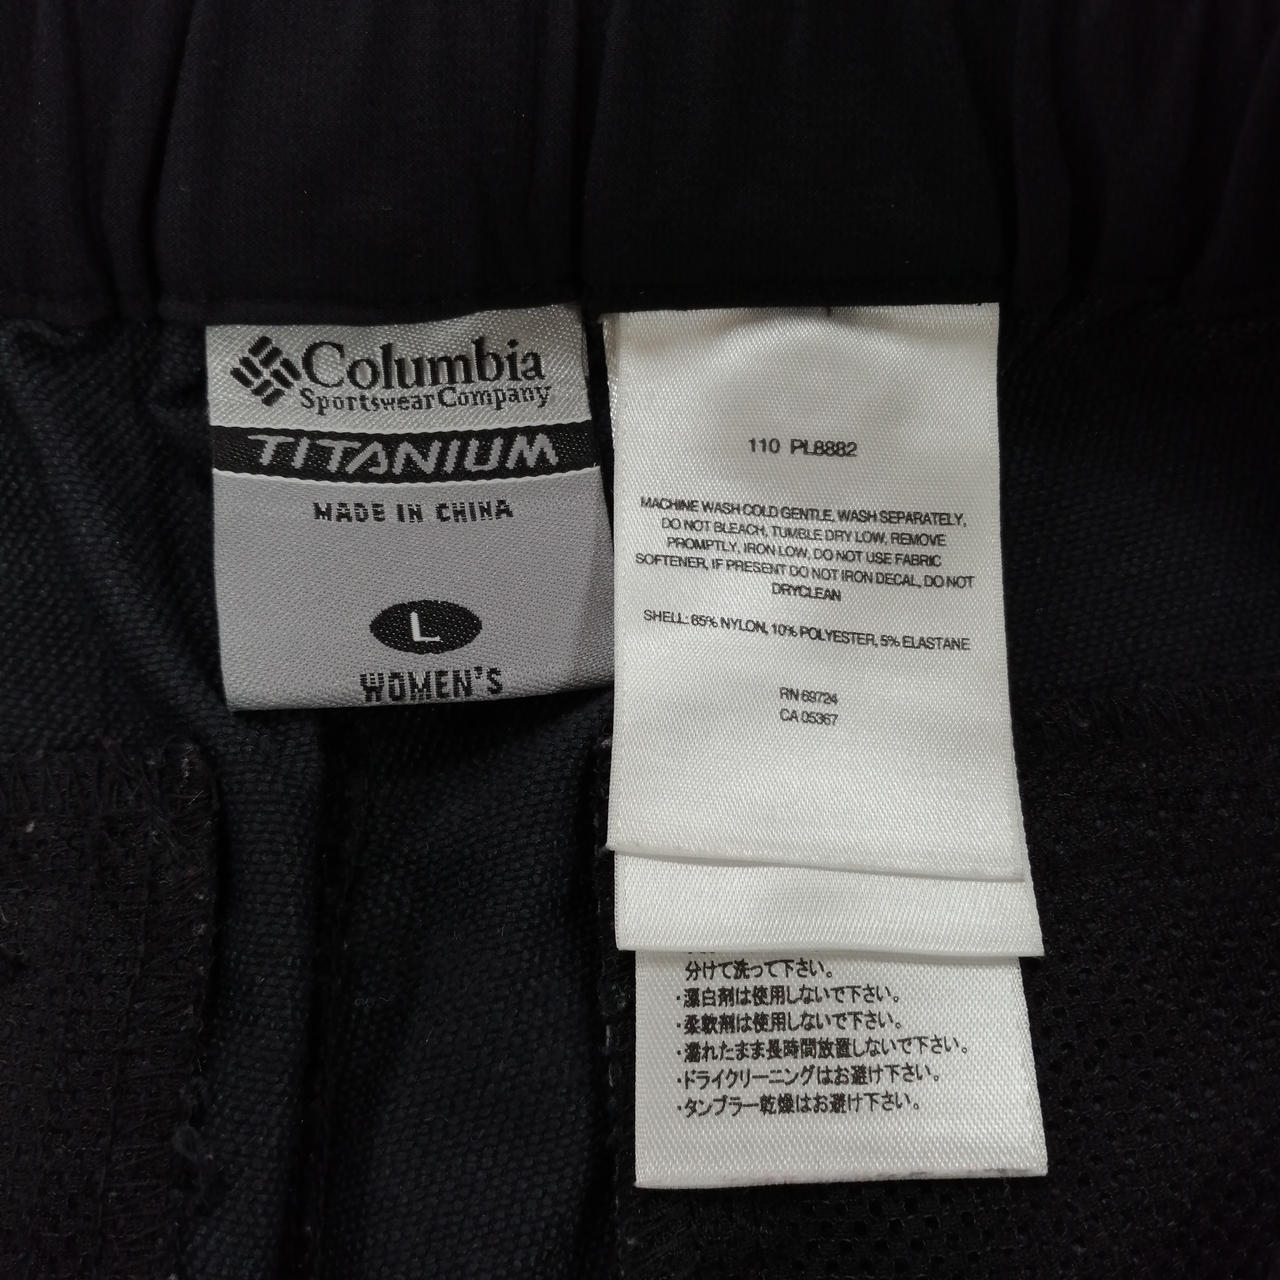 Columbia
Sportswear Company
TITANIUM
MADE IN CHINA
L
WOMEN'S
110 PL8882
MACHINE WASH COLD GENTLE, WASH SEPARATELY,
DO NOT BLEACH, TUMBLE DRY LOW, REMOVE
PROMPTLY, IRON LOW, DO NOT USE FABRIC
SOFTENER, IF PRESENT DO NOT IRON DECAL, DO NOT
DRYCLEAN
SHELL: 85% NYLON, 10% POLYESTER, 5% ELASTANE
RN 69724
CA 05367
分けて洗って下さい。
・漂白剤は使用しないで下さい。
・柔軟剤は使用しないで下さい。
・濡れたまま長時間放置しないで下さい。
・ドライクリーニングはお避け下さい。
・タンブラー乾燥はお避け下さい。